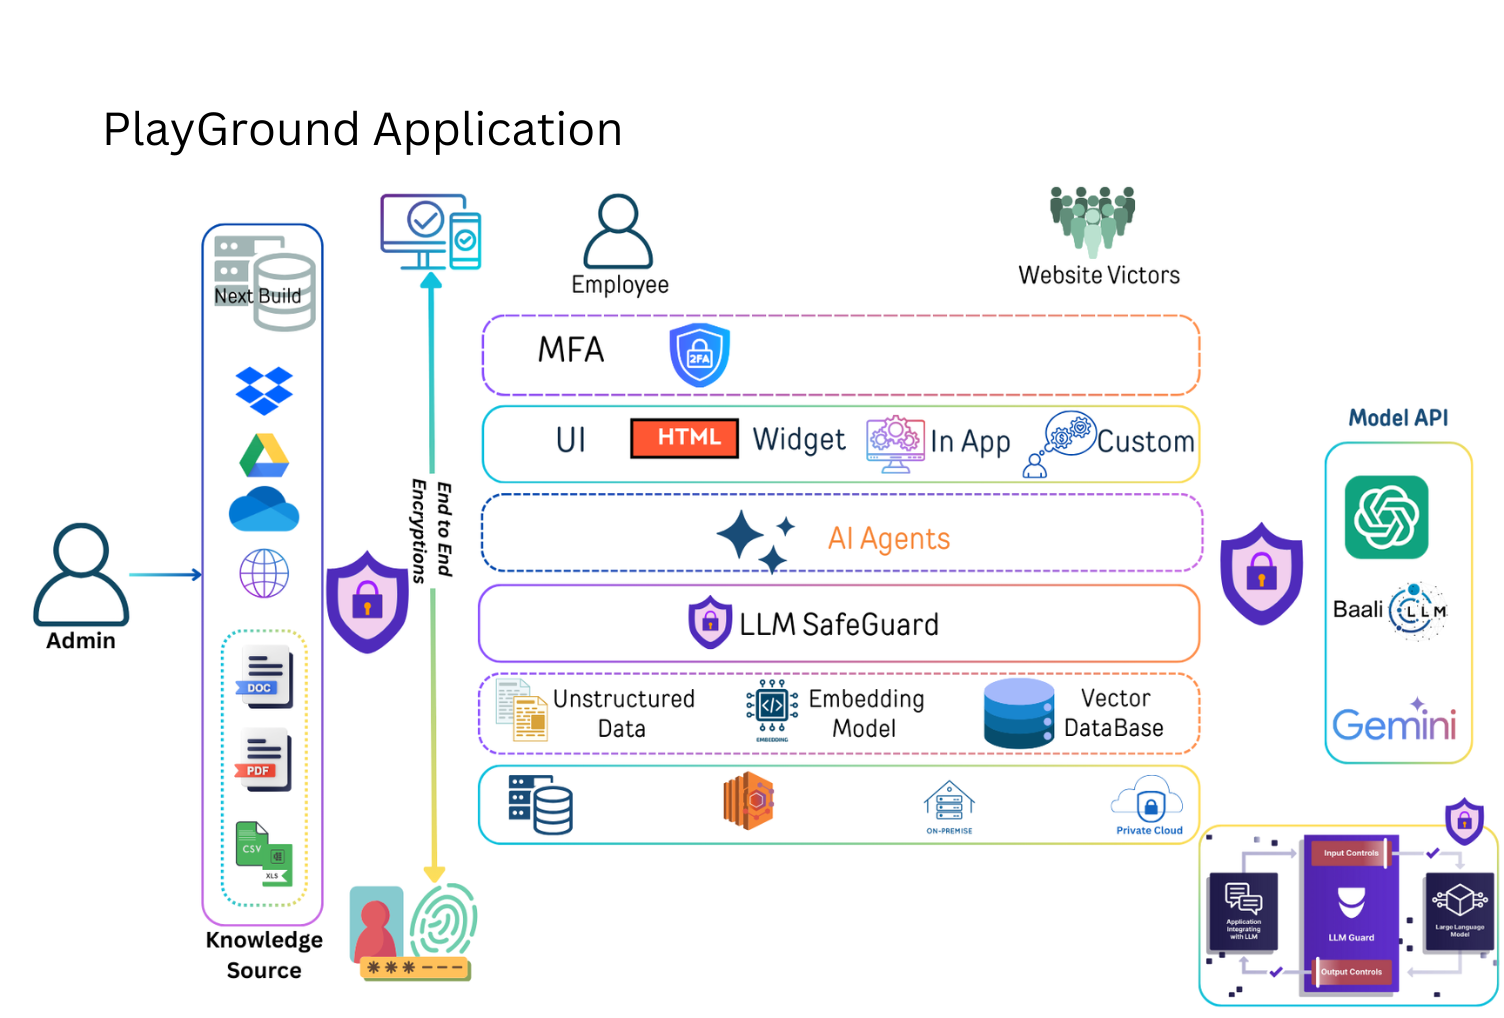 PlayGround Application
Next Build
Admin
DOC
PDF
CSV
XLS
Knowledge
Source
End to End
Encryptions
***---
Employee
Website Victors
MFA
2FA
UI
HTML
Widget
In App
Custom
AI Agents
LLM SafeGuard
Unstructured
Data
EMBEDDING
Embedding
Model
Vector
DataBase
ON-PREMISE
Private Cloud
Model API
Baali
LLM
Gemini
Input Controls
Application
Integrating
with LLM
LLM Guard
Large Language
Model
Output Controls